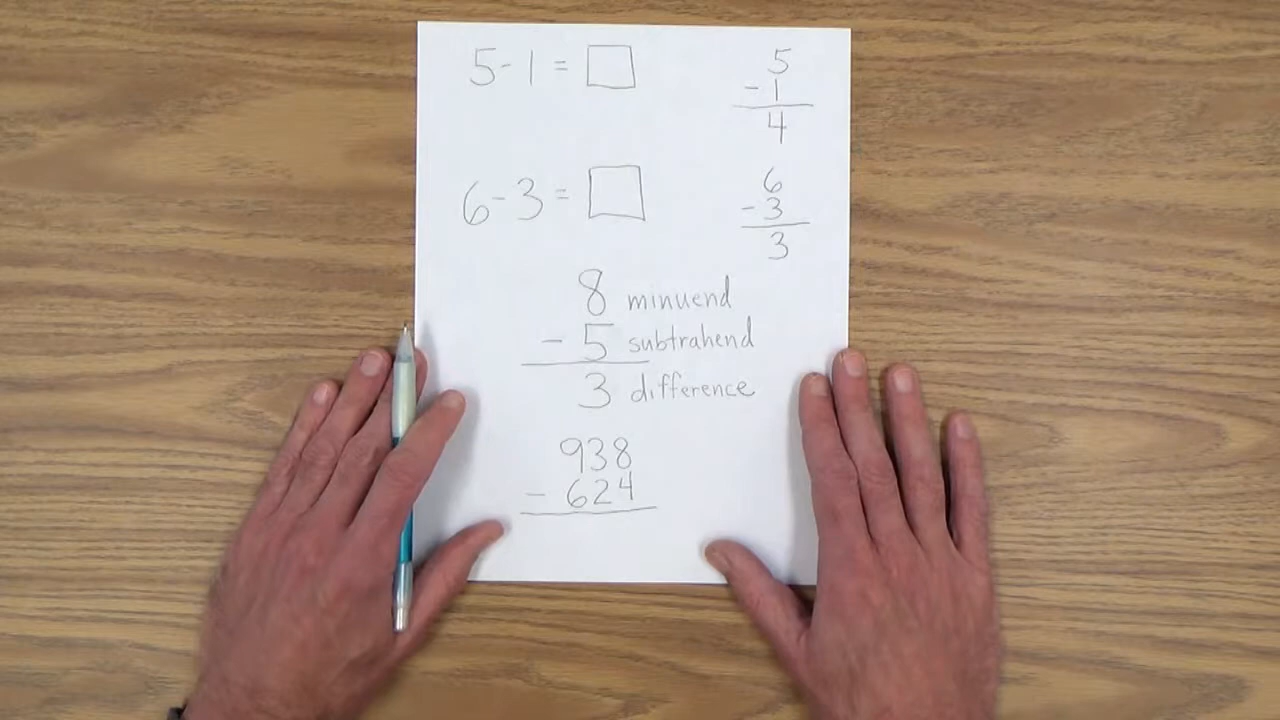 5-1 = □
5
- 1
4
6-3 = □
6
- 3
3
8 minuend
- 5 subtrahend
3 difference
938
- 624